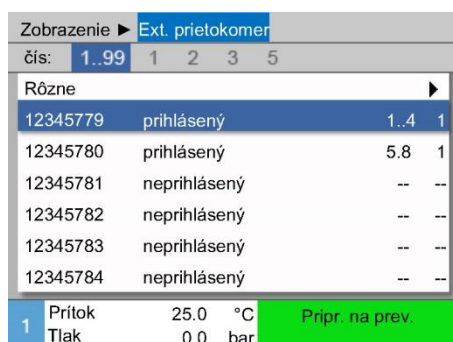 Zobrazenie ▶ Ext. prietokomer
čís: 1..99 1 2 3 5
Rôzne ▶
12345779 prihlásený 1..4 1
12345780 prihlásený 5.8 1
12345781 neprihlásený -- --
12345782 neprihlásený -- --
12345783 neprihlásený -- --
12345784 neprihlásený -- --
1 Prítok 25.0 °C Pripr. na prev.
Tlak 0.0 bar